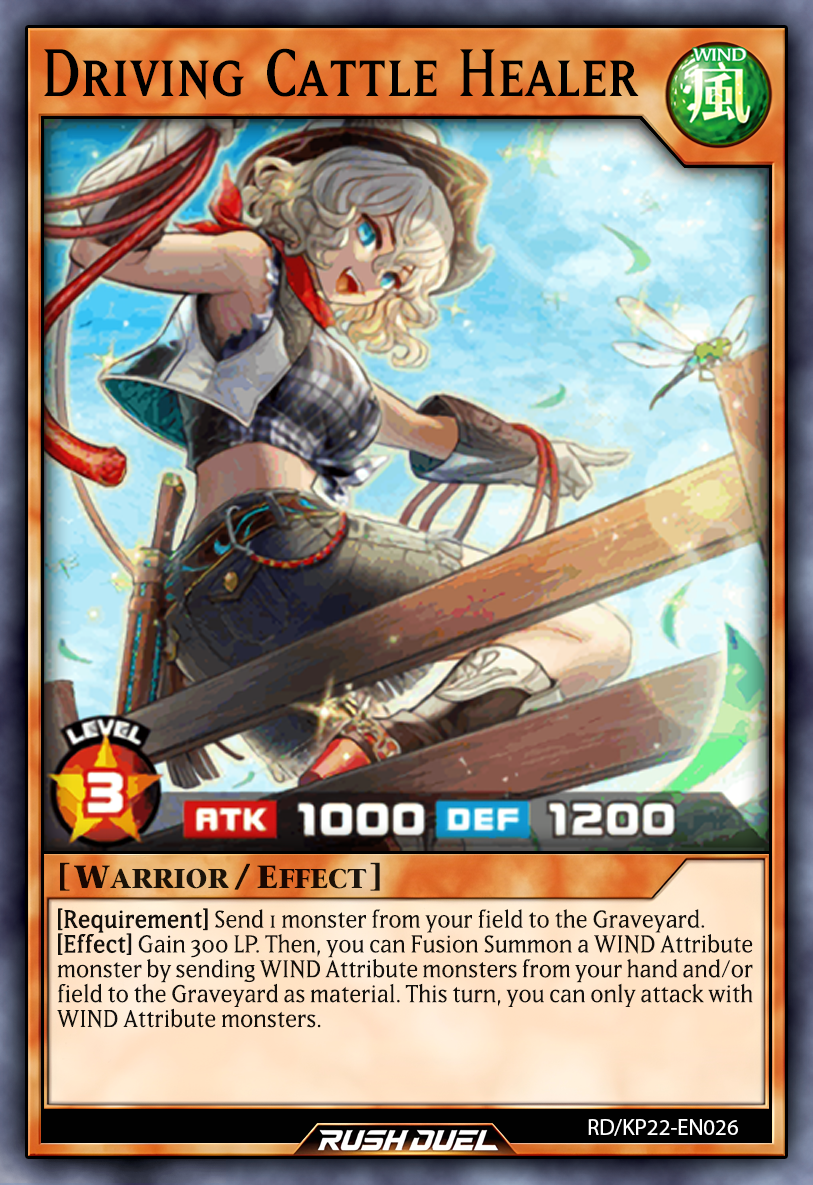 Driving Cattle Healer
WIND
風
LEVEL
3
ATK 1000 DEF 1200
[Warrior / Effect]
[Requirement] Send 1 monster from your field to the Graveyard.
[Effect] Gain 300 LP. Then, you can Fusion Summon a WIND Attribute
monster by sending WIND Attribute monsters from your hand and/or
field to the Graveyard as material. This turn, you can only attack with
WIND Attribute monsters.
RD/KP22-EN026
RUSH DUEL